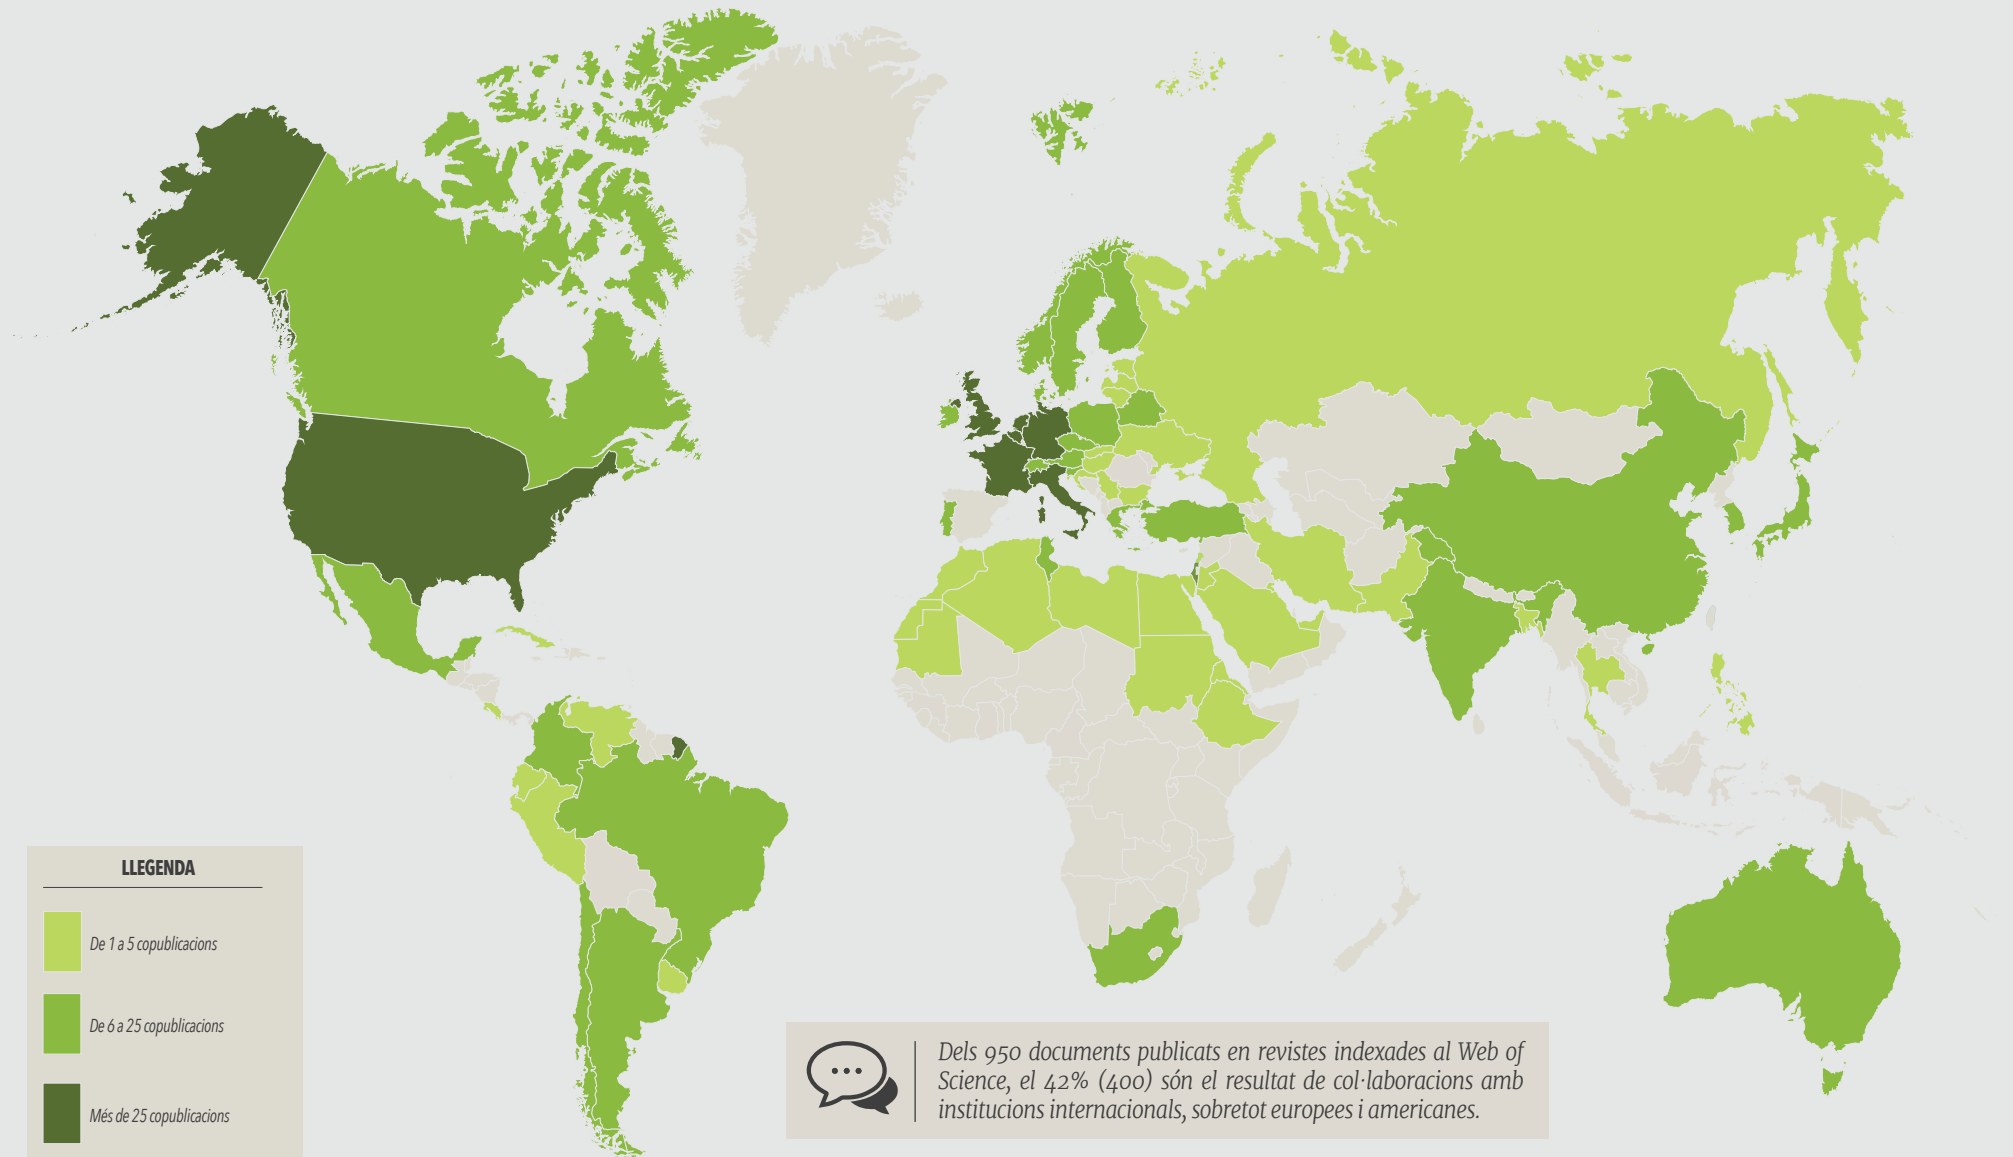 LLEGENDA
De 1 a 5 copublicacions
De 6 a 25 copublicacions
Més de 25 copublicacions
Dels 950 documents publicats en revistes indexades al Web of
Science, el 42% (400) són el resultat de col·laboracions amb
institucions internacionals, sobretot europees i americanes.